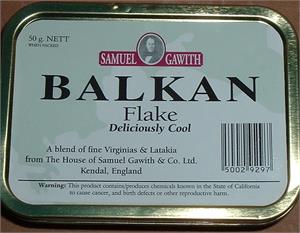 50 g. NETT
WHEN PACKED
SAMUEL GAWITH
BALKAN
Flake
Deliciously Cool
A blend of fine Virginias & Latakia
from The House of Samuel Gawith & Co. Ltd.
Kendal, England
5002 9297
Warning: This product contains/produces chemicals known in the State of California
to cause cancer, and birth defects or other reproductive harm.